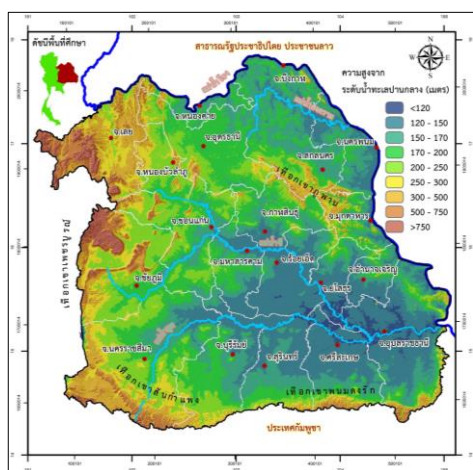 ดัชนีพื้นที่ศึกษา
สาธารณรัฐประชาธิปไตย ประชาชนลาว
ความสูงจาก
ระดับน้ำทะเลปานกลาง (เมตร)
<120
120 - 150
150 - 170
170 - 200
200 - 250
250 - 300
300 - 500
500 - 750
>750
จ.บึงกาฬ
จ.หนองคาย
จ.เลย
จ.อุดรธานี
จ.นครพนม
จ.สกลนคร
จ.หนองบัวลำภู
เทือกเขาภูพาน
จ.มุกดาหาร
จ.กาฬสินธุ์
จ.ขอนแก่น
เทือกเขาเพชรบูรณ์
จ.มหาสารคาม
จ.ร้อยเอ็ด
จ.ชัยภูมิ
จ.ยโสธร
จ.อำนาจเจริญ
จ.อุบลราชธานี
จ.นครราชสีมา
จ.บุรีรัมย์
จ.สุรินทร์
จ.ศรีสะเกษ
เทือกเขาสันกำแพง
เทือกเขาพนมดงรัก
ประเทศกัมพูชา